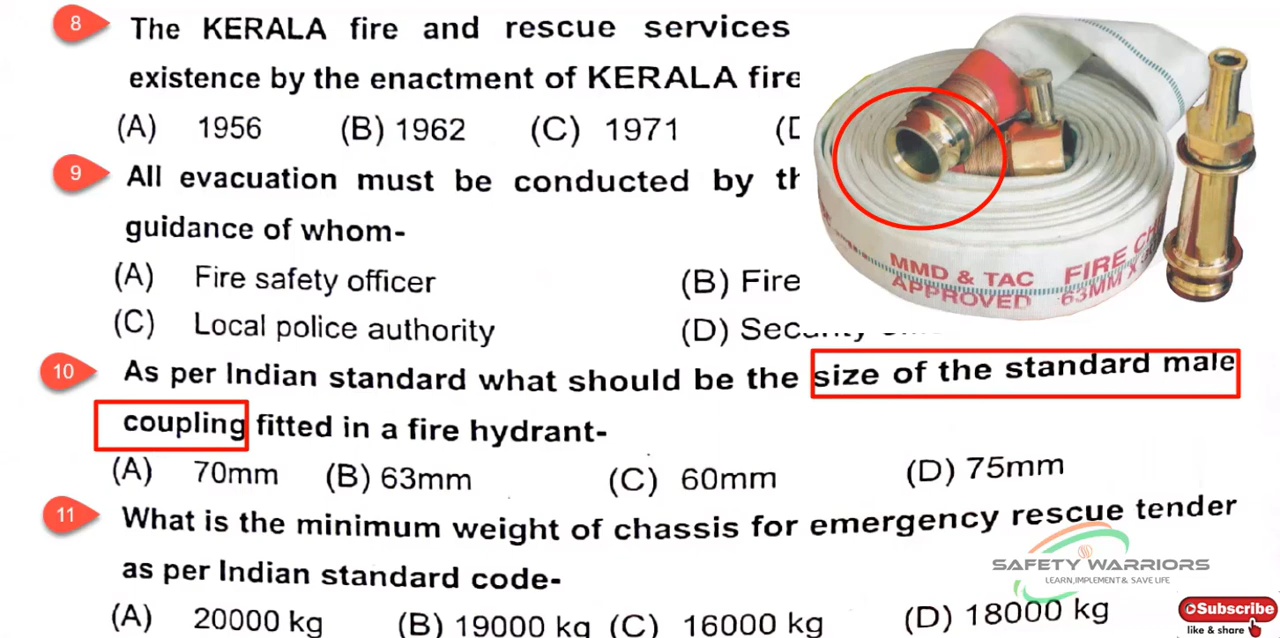 8 The KERALA fire and rescue services
existence by the enactment of KERALA fire
(A) 1956 (B) 1962 (C) 1971
9 All evacuation must be conducted by
guidance of whom-
(A) Fire safety officer (B) Fire
(C) Local police authority (D)
10 As per Indian standard what should be the size of the standard male
coupling fitted in a fire hydrant-
(A) 70mm (B) 63mm (C) 60mm (D) 75mm
11 What is the minimum weight of chassis for emergency rescue tender
as per Indian standard code-
(A) 20000 kg (B) 19000 kg (C) 16000 kg (D) 18000 kg
MMD & TAC FIRE
APPROVED 63MM X
SAFETY WARRIORS
LEARN,IMPLEMENT & SAVE LIFE
Subscribe
like & share